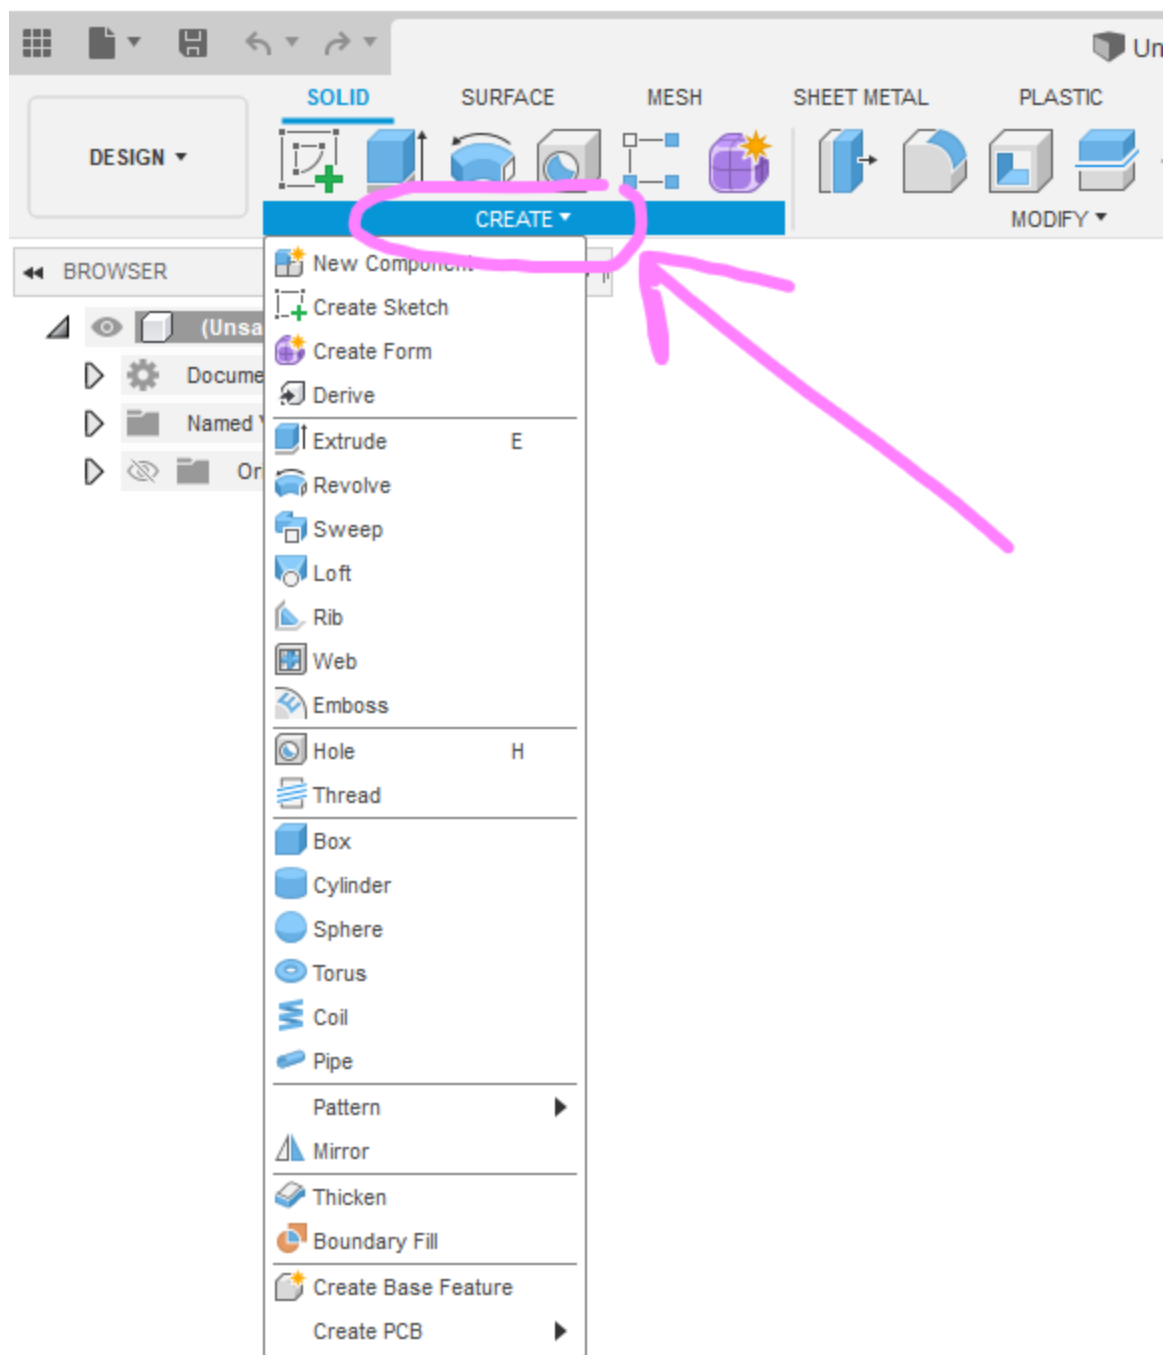 Un
SOLID SURFACE MESH SHEET METAL PLASTIC
DESIGN
CREATE MODIFY
BROWSER
New Component
Create Sketch
(Unsa
Create Form
Docume
Derive
Named
Extrude E
Or
Revolve
Sweep
Loft
Rib
Web
Emboss
Hole H
Thread
Box
Cylinder
Sphere
Torus
Coil
Pipe
Pattern
Mirror
Thicken
Boundary Fill
Create Base Feature
Create PCB